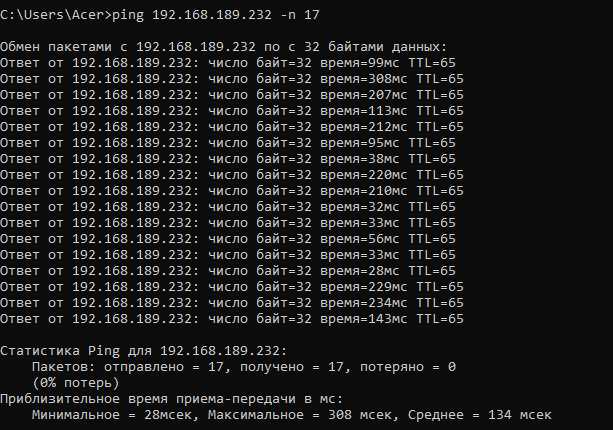 C:\Users\Acer>ping 192.168.189.232 -n 17
Обмен пакетами с 192.168.189.232 по с 32 байтами данных:
Ответ от 192.168.189.232: число байт=32 время=99мс TTL=65
Ответ от 192.168.189.232: число байт=32 время=308мс TTL=65
Ответ от 192.168.189.232: число байт=32 время=207мс TTL=65
Ответ от 192.168.189.232: число байт=32 время=113мс TTL=65
Ответ от 192.168.189.232: число байт=32 время=212мс TTL=65
Ответ от 192.168.189.232: число байт=32 время=95мс TTL=65
Ответ от 192.168.189.232: число байт=32 время=38мс TTL=65
Ответ от 192.168.189.232: число байт=32 время=220мс TTL=65
Ответ от 192.168.189.232: число байт=32 время=210мс TTL=65
Ответ от 192.168.189.232: число байт=32 время=32мс TTL=65
Ответ от 192.168.189.232: число байт=32 время=33мс TTL=65
Ответ от 192.168.189.232: число байт=32 время=56мс TTL=65
Ответ от 192.168.189.232: число байт=32 время=33мс TTL=65
Ответ от 192.168.189.232: число байт=32 время=28мс TTL=65
Ответ от 192.168.189.232: число байт=32 время=229мс TTL=65
Ответ от 192.168.189.232: число байт=32 время=234мс TTL=65
Ответ от 192.168.189.232: число байт=32 время=143мс TTL=65
Статистика Ping для 192.168.189.232:
Пакетов: отправлено = 17, получено = 17, потеряно = 0
(0% потерь)
Приблизительное время приема-передачи в мс:
Минимальное = 28мсек, Максимальное = 308 мсек, Среднее = 134 мсек